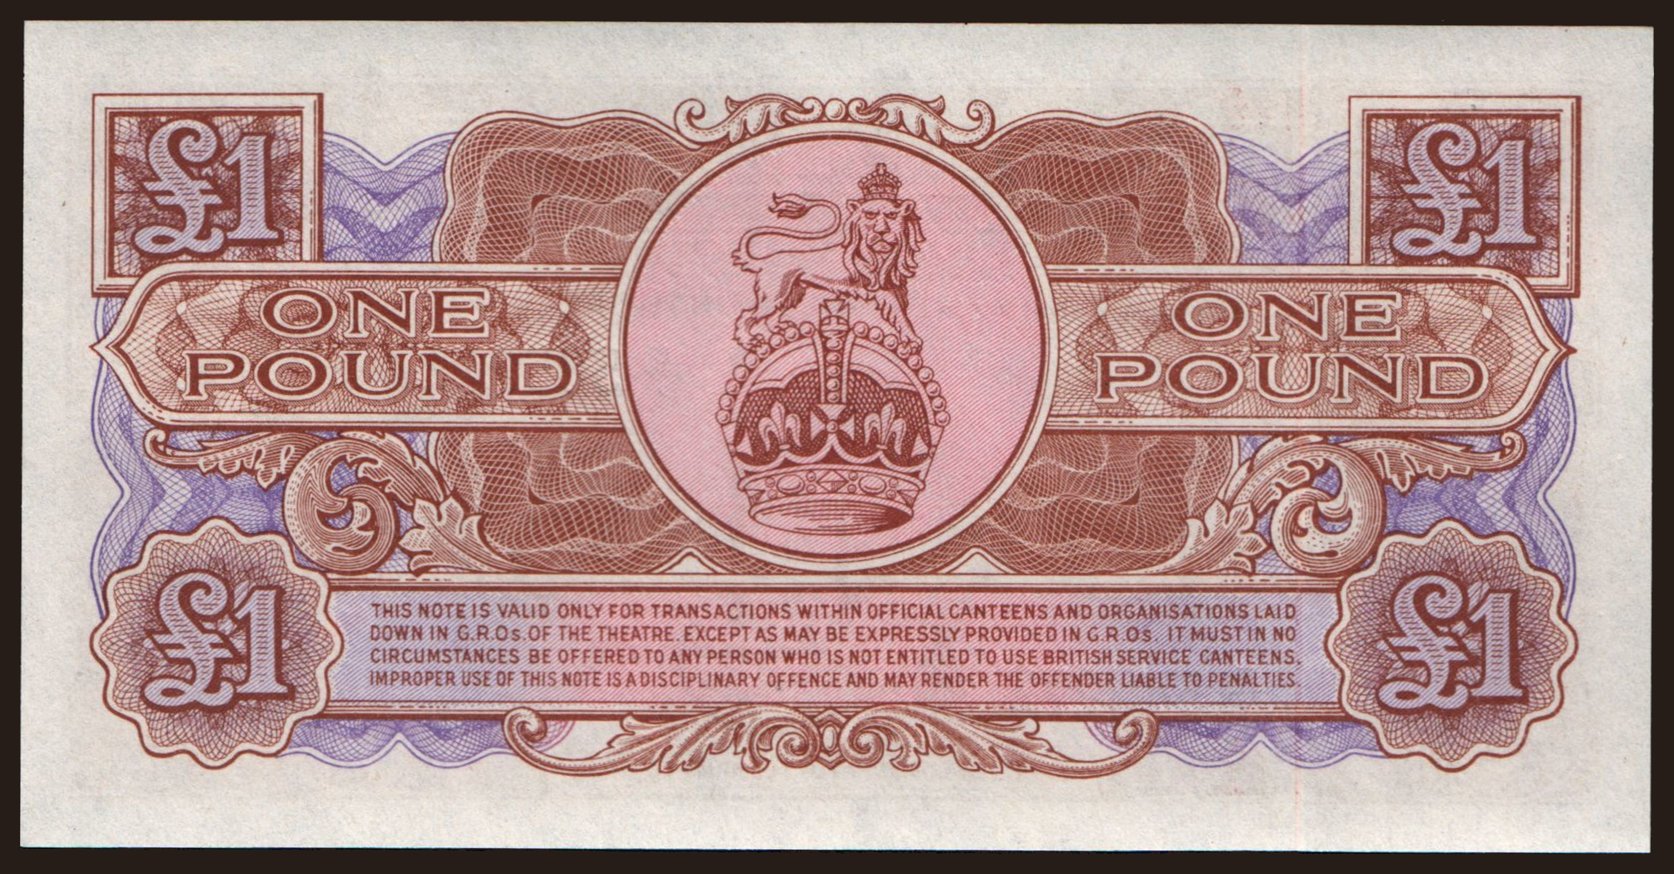 £1
£1
ONE
POUND
ONE
POUND
£1
£1
THIS NOTE IS VALID ONLY FOR TRANSACTIONS WITHIN OFFICIAL CANTEENS AND ORGANISATIONS LAID
DOWN IN G.R.Os. OF THE THEATRE. EXCEPT AS MAY BE EXPRESSLY PROVIDED IN G.R.Os. IT MUST IN NO
CIRCUMSTANCES BE OFFERED TO ANY PERSON WHO IS NOT ENTITLED TO USE BRITISH SERVICE CANTEENS.
IMPROPER USE OF THIS NOTE IS A DISCIPLINARY OFFENCE AND MAY RENDER THE OFFENDER LIABLE TO PENALTIES.